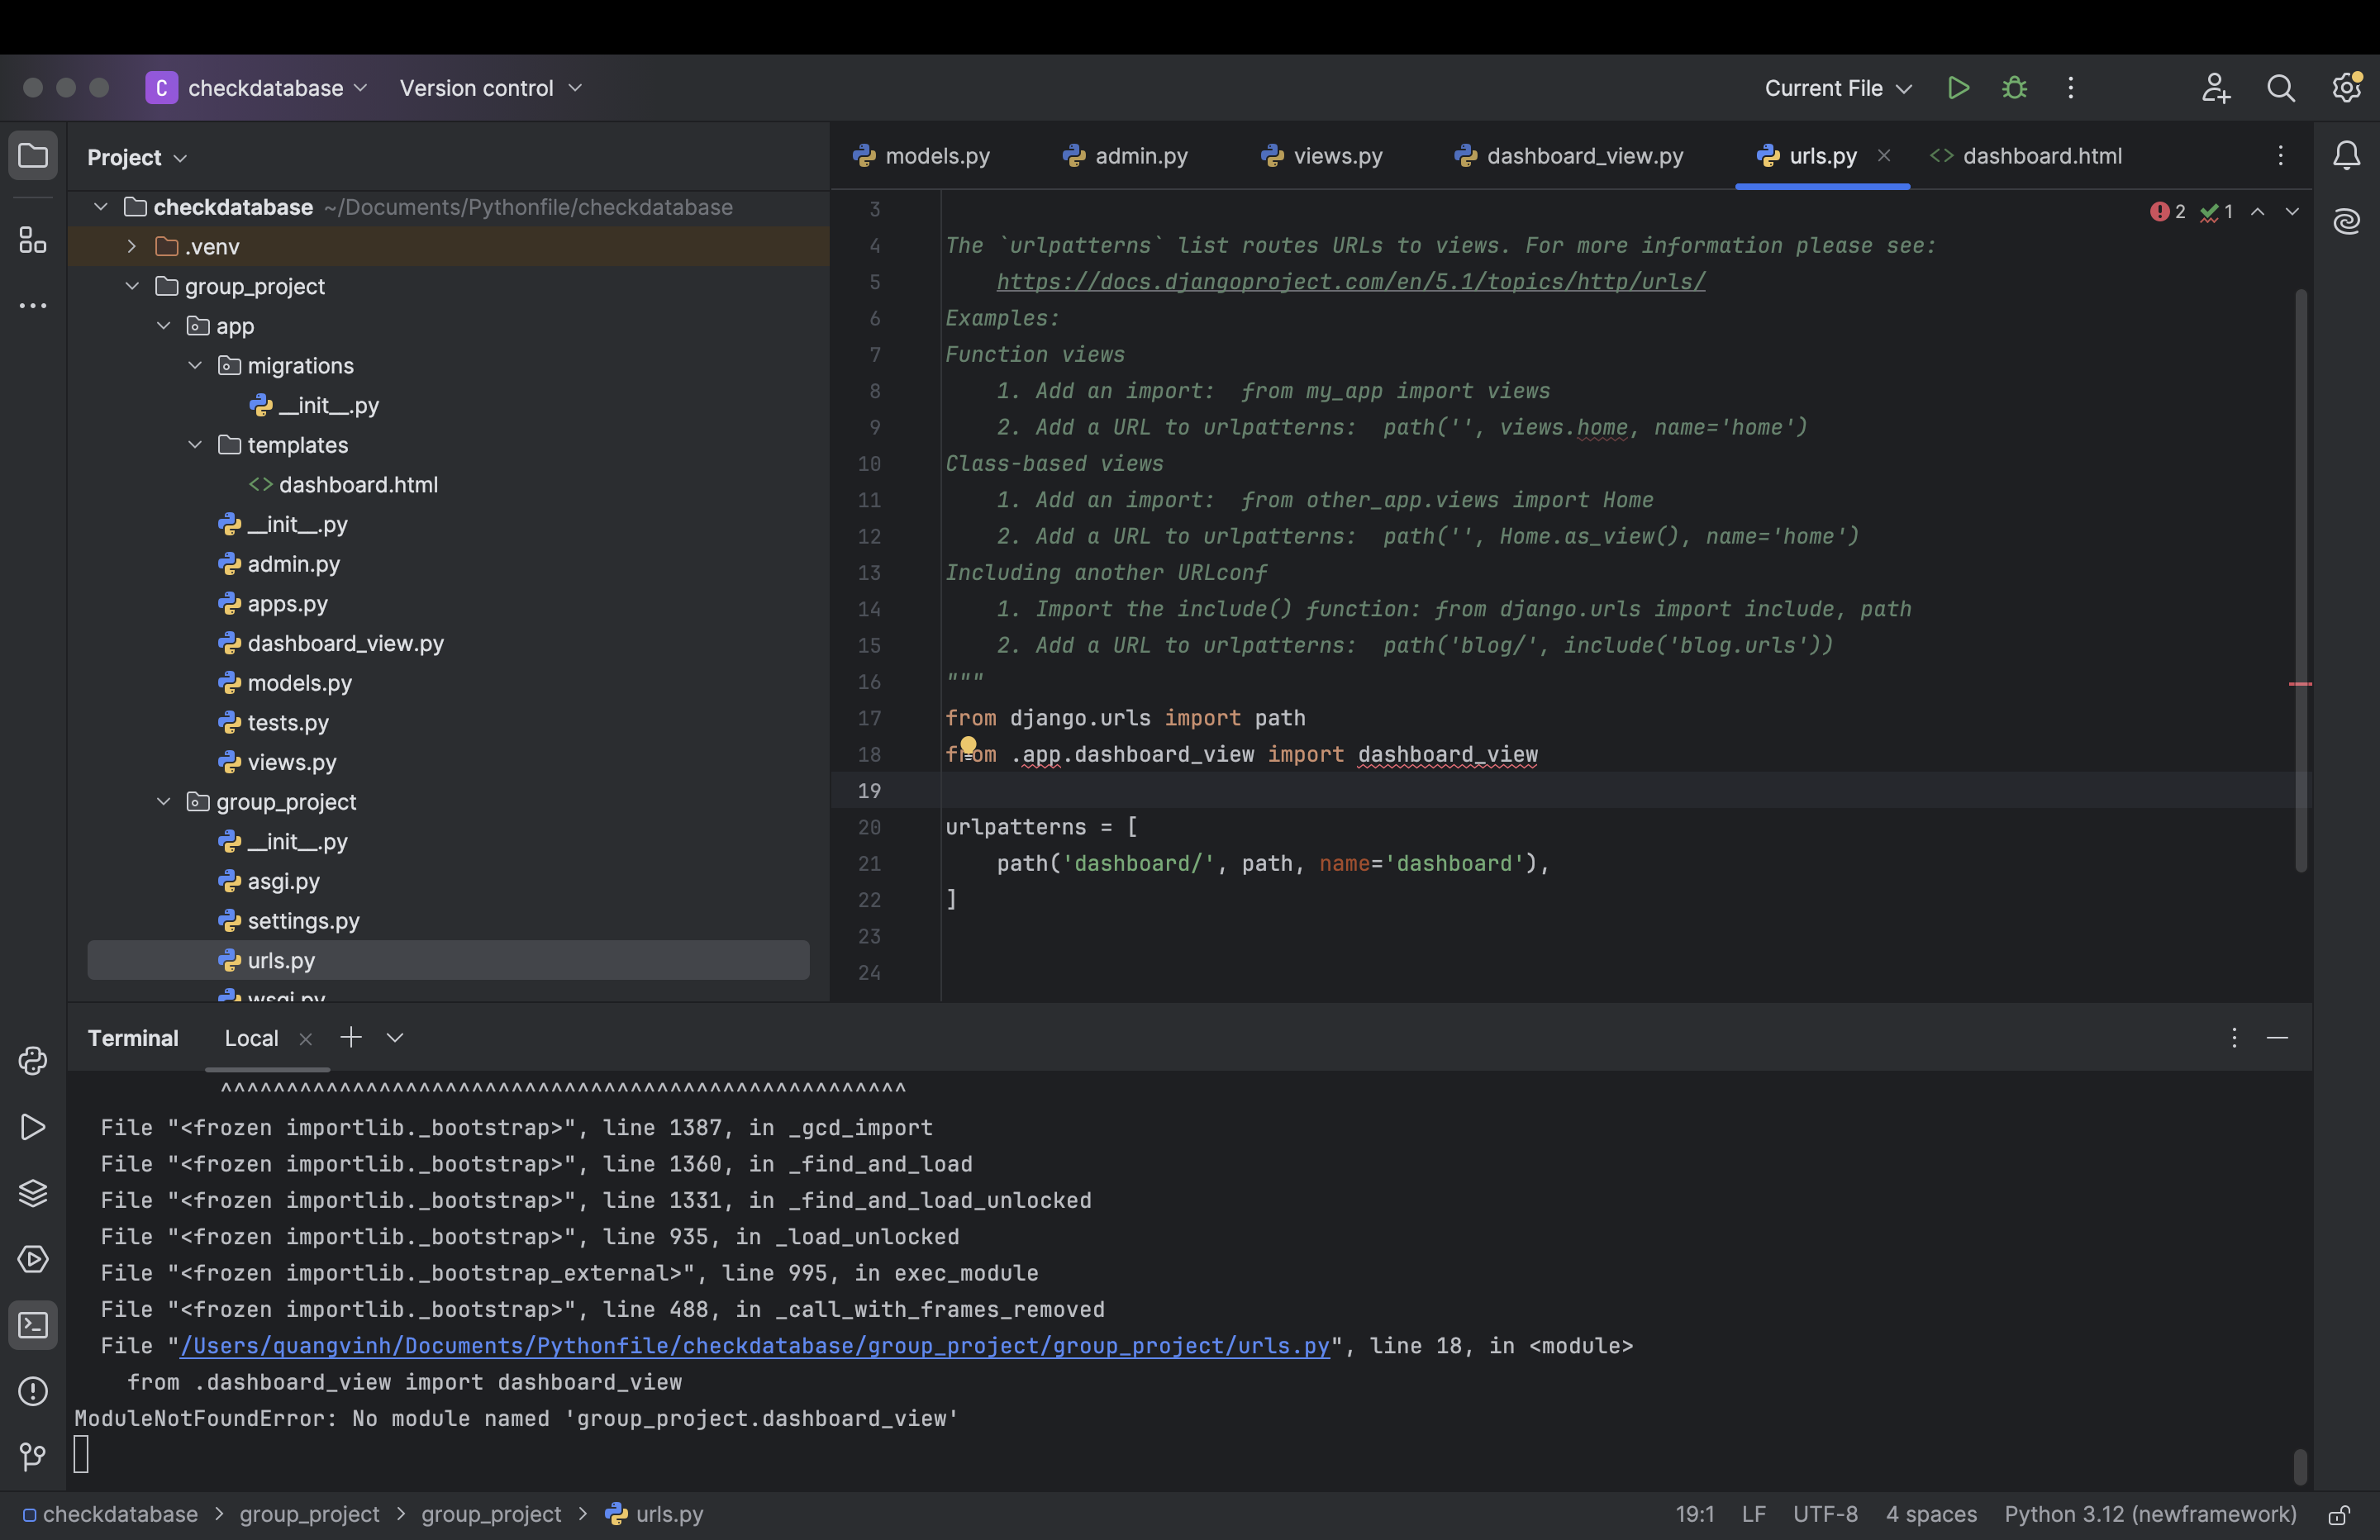 C checkdatabase Version control Current File
Project
checkdatabase ~/Documents/Pythonfile/checkdatabase
.venv
group_project
app
migrations
__init__.py
templates
<> dashboard.html
__init__.py
admin.py
apps.py
dashboard_view.py
models.py
tests.py
views.py
group_project
__init__.py
asgi.py
settings.py
urls.py
wsgi.py
models.py admin.py views.py dashboard_view.py urls.py <> dashboard.html
2 1
3
4 The `urlpatterns` list routes URLs to views. For more information please see:
5 https://docs.djangoproject.com/en/5.1/topics/http/urls/
6 Examples:
7 Function views
8 1. Add an import:  from my_app import views
9 2. Add a URL to urlpatterns:  path('', views.home, name='home')
10 Class-based views
11 1. Add an import:  from other_app.views import Home
12 2. Add a URL to urlpatterns:  path('', Home.as_view(), name='home')
13 Including another URLconf
14 1. Import the include() function: from django.urls import include, path
15 2. Add a URL to urlpatterns:  path('blog/', include('blog.urls'))
16 """
17 from django.urls import path
18 from .app.dashboard_view import dashboard_view
19
20 urlpatterns = [
21 path('dashboard/', path, name='dashboard'),
22 ]
23
24
Terminal Local
^^^^^^^^^^^^^^^^^^^^^^^^^^^^^^^^^^^^^^^^^^^^^^^^^^^^
File "<frozen importlib._bootstrap>", line 1387, in _gcd_import
File "<frozen importlib._bootstrap>", line 1360, in _find_and_load
File "<frozen importlib._bootstrap>", line 1331, in _find_and_load_unlocked
File "<frozen importlib._bootstrap>", line 935, in _load_unlocked
File "<frozen importlib._bootstrap_external>", line 995, in exec_module
File "<frozen importlib._bootstrap>", line 488, in _call_with_frames_removed
File "/Users/quangvinh/Documents/Pythonfile/checkdatabase/group_project/group_project/urls.py", line 18, in <module>
from .dashboard_view import dashboard_view
ModuleNotFoundError: No module named 'group_project.dashboard_view'
checkdatabase > group_project > group_project > urls.py 19:1 LF UTF-8 4 spaces Python 3.12 (newframework)